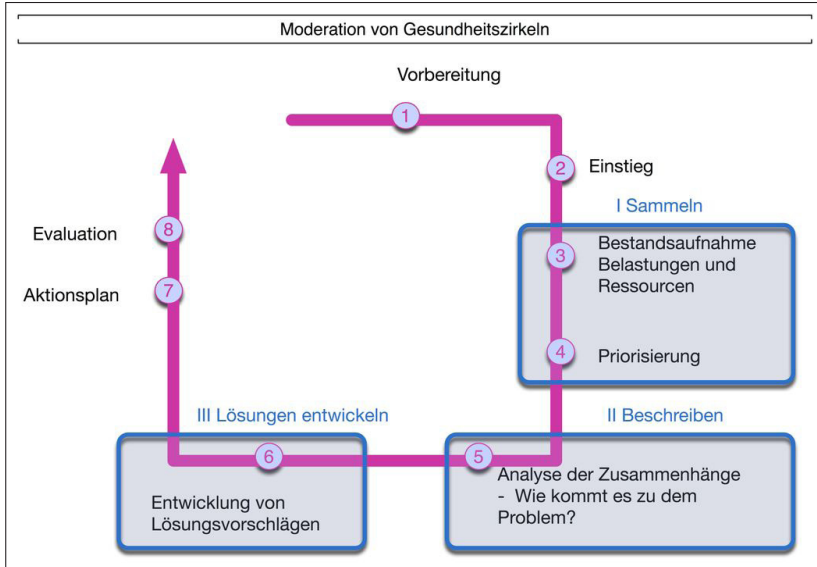 Moderation von Gesundheitszirkeln
Vorbereitung
1
2
Einstieg
I Sammeln
3
Bestandsaufnahme
Belastungen und
Ressourcen
4
Priorisierung
II Beschreiben
5
Analyse der Zusammenhänge
- Wie kommt es zu dem
Problem?
III Lösungen entwickeln
6
Entwicklung von
Lösungsvorschlägen
7
Aktionsplan
8
Evaluation